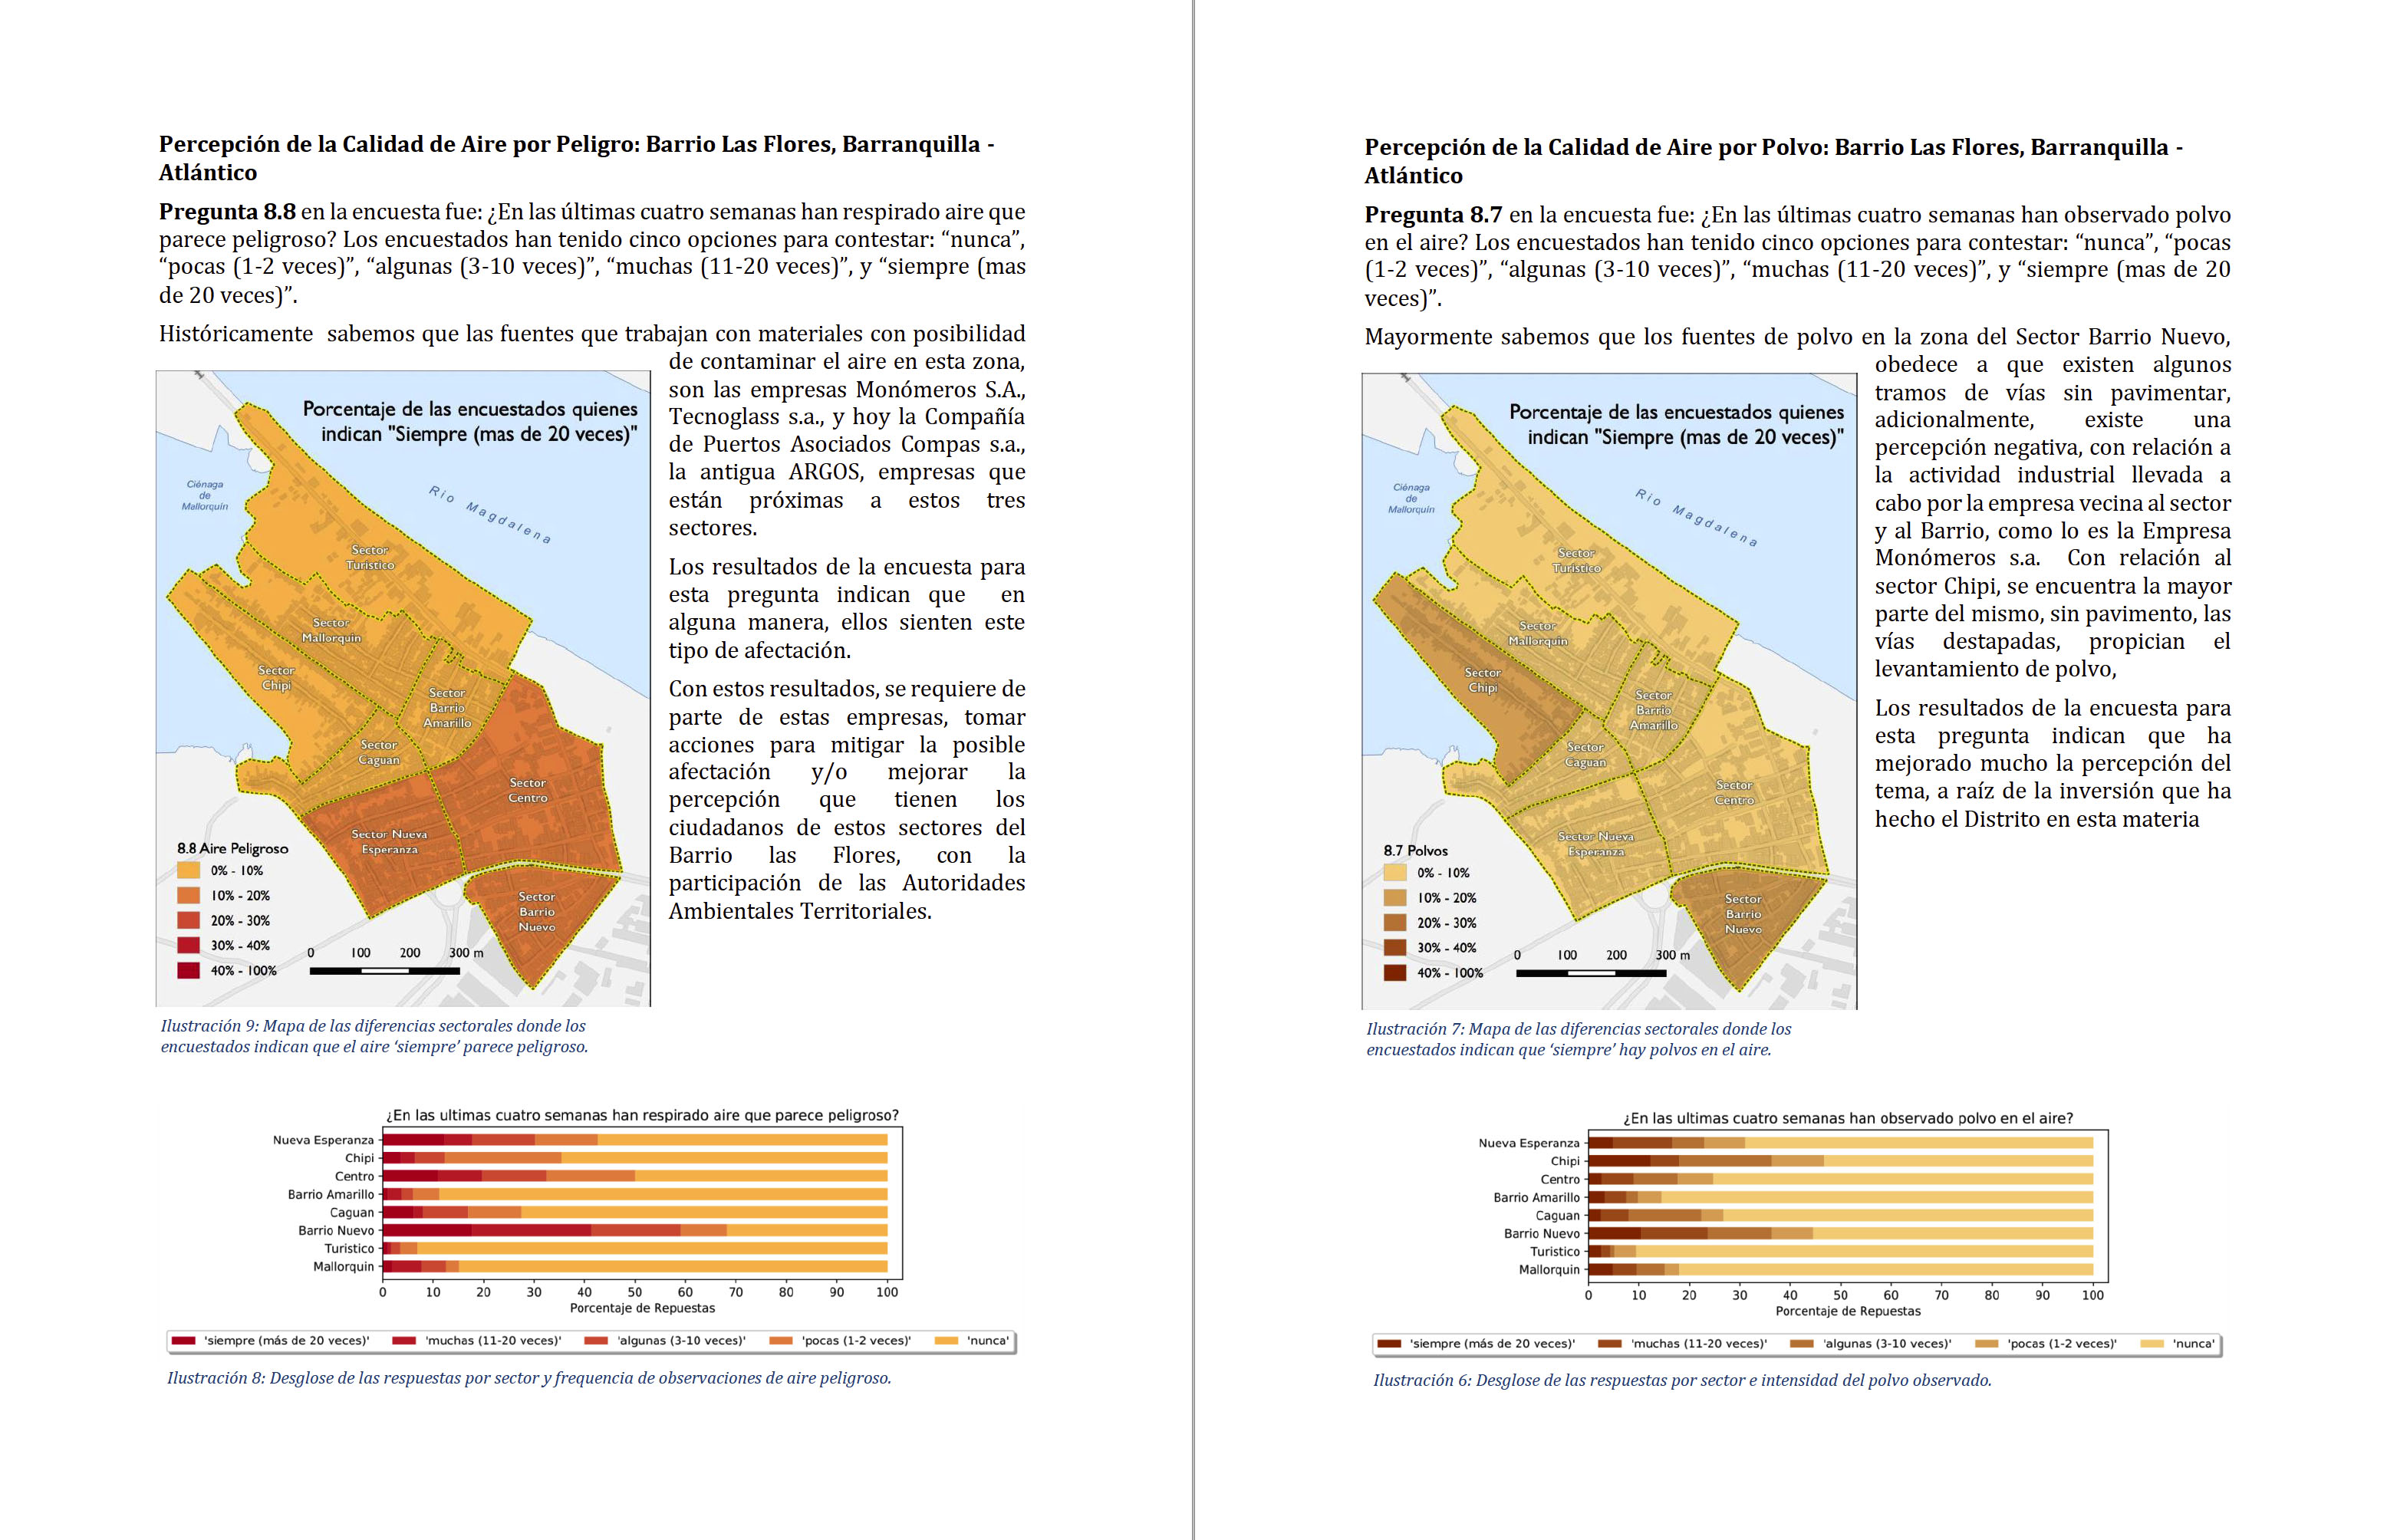 Percepción de la Calidad de Aire por Peligro: Barrio Las Flores, Barranquilla -
Atlántico
Pregunta 8.8 en la encuesta fue: ¿En las últimas cuatro semanas han respirado aire que
parece peligroso? Los encuestados han tenido cinco opciones para contestar: “nunca”,
“pocas (1-2 veces)”, “algunas (3-10 veces)”, “muchas (11-20 veces)”, y “siempre (mas
de 20 veces)”.
Históricamente sabemos que las fuentes que trabajan con materiales con posibilidad
de contaminar el aire en esta zona,
son las empresas Monómeros S.A.,
Tecnoglass s.a., y hoy la Compañía
de Puertos Asociados Compas s.a.,
la antigua ARGOS, empresas que
están próximas a estos tres
sectores.
Los resultados de la encuesta para
esta pregunta indican que en
alguna manera, ellos sienten este
tipo de afectación.
Con estos resultados, se requiere de
parte de estas empresas, tomar
acciones para mitigar la posible
afectación y/o mejorar la
percepción que tienen los
ciudadanos de estos sectores del
Barrio las Flores, con la
participación de las Autoridades
Ambientales Territoriales.
Porcentaje de las encuestados quienes
indican "Siempre (mas de 20 veces)"
Ciénaga
de
Mallorquín
Rio Magdalena
Sector
Turistico
Sector
Mallorquin
Sector
Chipi
Sector
Barrio
Amarillo
Sector
Caguan
Sector
Centro
Sector Nueva
Esperanza
Sector
Barrio
Nuevo
8.8 Aire Peligroso
0% - 10%
10% - 20%
20% - 30%
30% - 40%
40% - 100%
0 100 200 300 m
Ilustración 9: Mapa de las diferencias sectorales donde los
encuestados indican que el aire ‘siempre’ parece peligroso.
¿En las ultimas cuatro semanas han respirado aire que parece peligroso?
Nueva Esperanza
Chipi
Centro
Barrio Amarillo
Caguan
Barrio Nuevo
Turistico
Mallorquin
0 10 20 30 40 50 60 70 80 90 100
Porcentaje de Repuestas
'siempre (más de 20 veces)' 'muchas (11-20 veces)' 'algunas (3-10 veces)' 'pocas (1-2 veces)' 'nunca'
Ilustración 8: Desglose de las respuestas por sector y frequencia de observaciones de aire peligroso.
Percepción de la Calidad de Aire por Polvo: Barrio Las Flores, Barranquilla -
Atlántico
Pregunta 8.7 en la encuesta fue: ¿En las últimas cuatro semanas han observado polvo
en el aire? Los encuestados han tenido cinco opciones para contestar: “nunca”, “pocas
(1-2 veces)”, “algunas (3-10 veces)”, “muchas (11-20 veces)”, y “siempre (mas de 20
veces)”.
Mayormente sabemos que los fuentes de polvo en la zona del Sector Barrio Nuevo,
obedece a que existen algunos
tramos de vías sin pavimentar,
adicionalmente, existe una
percepción negativa, con relación a
la actividad industrial llevada a
cabo por la empresa vecina al sector
y al Barrio, como lo es la Empresa
Monómeros s.a. Con relación al
sector Chipi, se encuentra la mayor
parte del mismo, sin pavimento, las
vías destapadas, propician el
levantamiento de polvo,
Los resultados de la encuesta para
esta pregunta indican que ha
mejorado mucho la percepción del
tema, a raíz de la inversión que ha
hecho el Distrito en esta materia
Porcentaje de las encuestados quienes
indican "Siempre (mas de 20 veces)"
Ciénaga
de
Mallorquín
Rio Magdalena
Sector
Turistico
Sector
Mallorquin
Sector
Chipi
Sector
Barrio
Amarillo
Sector
Caguan
Sector
Centro
Sector Nueva
Esperanza
Sector
Barrio
Nuevo
8.7 Polvos
0% - 10%
10% - 20%
20% - 30%
30% - 40%
40% - 100%
0 100 200 300 m
Ilustración 7: Mapa de las diferencias sectorales donde los
encuestados indican que ‘siempre’ hay polvos en el aire.
¿En las ultimas cuatro semanas han observado polvo en el aire?
Nueva Esperanza
Chipi
Centro
Barrio Amarillo
Caguan
Barrio Nuevo
Turistico
Mallorquin
0 10 20 30 40 50 60 70 80 90 100
Porcentaje de Repuestas
'siempre (más de 20 veces)' 'muchas (11-20 veces)' 'algunas (3-10 veces)' 'pocas (1-2 veces)' 'nunca'
Ilustración 6: Desglose de las respuestas por sector e intensidad del polvo observado.